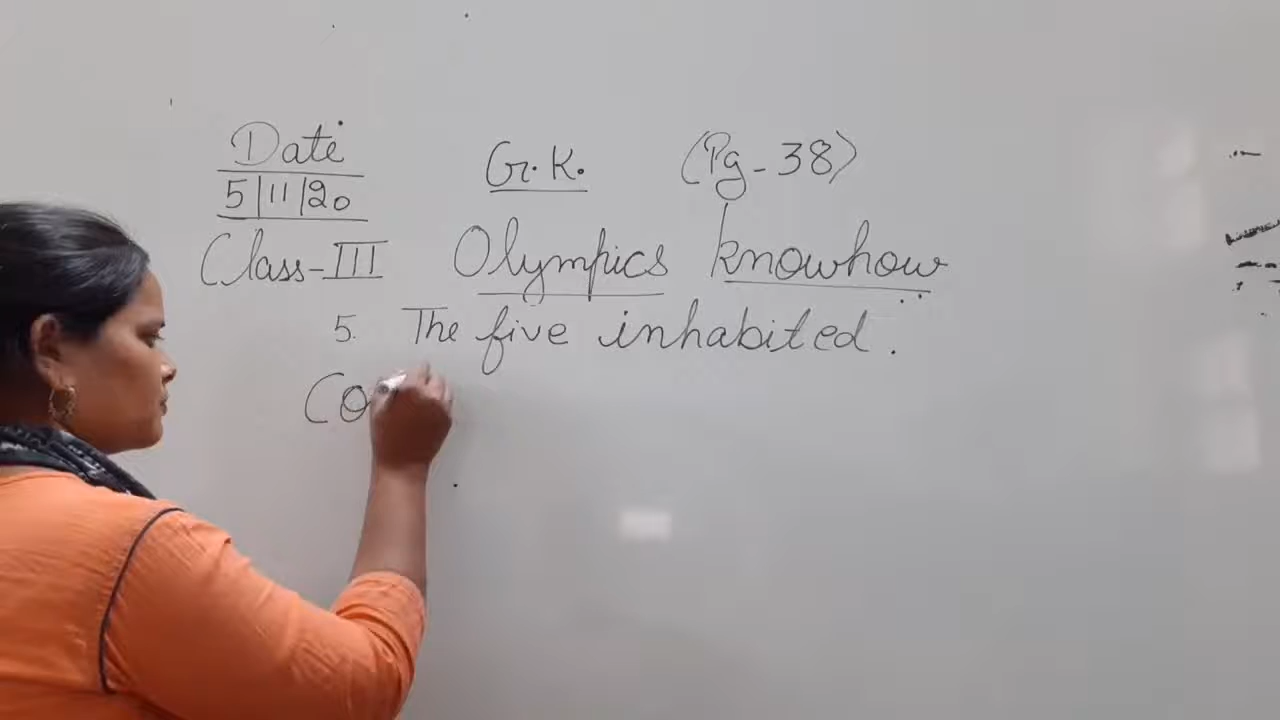 Date G.K. (Pg-38)
5/11/20
Class-III Olympics knowhow
5. The five inhabited.
Co